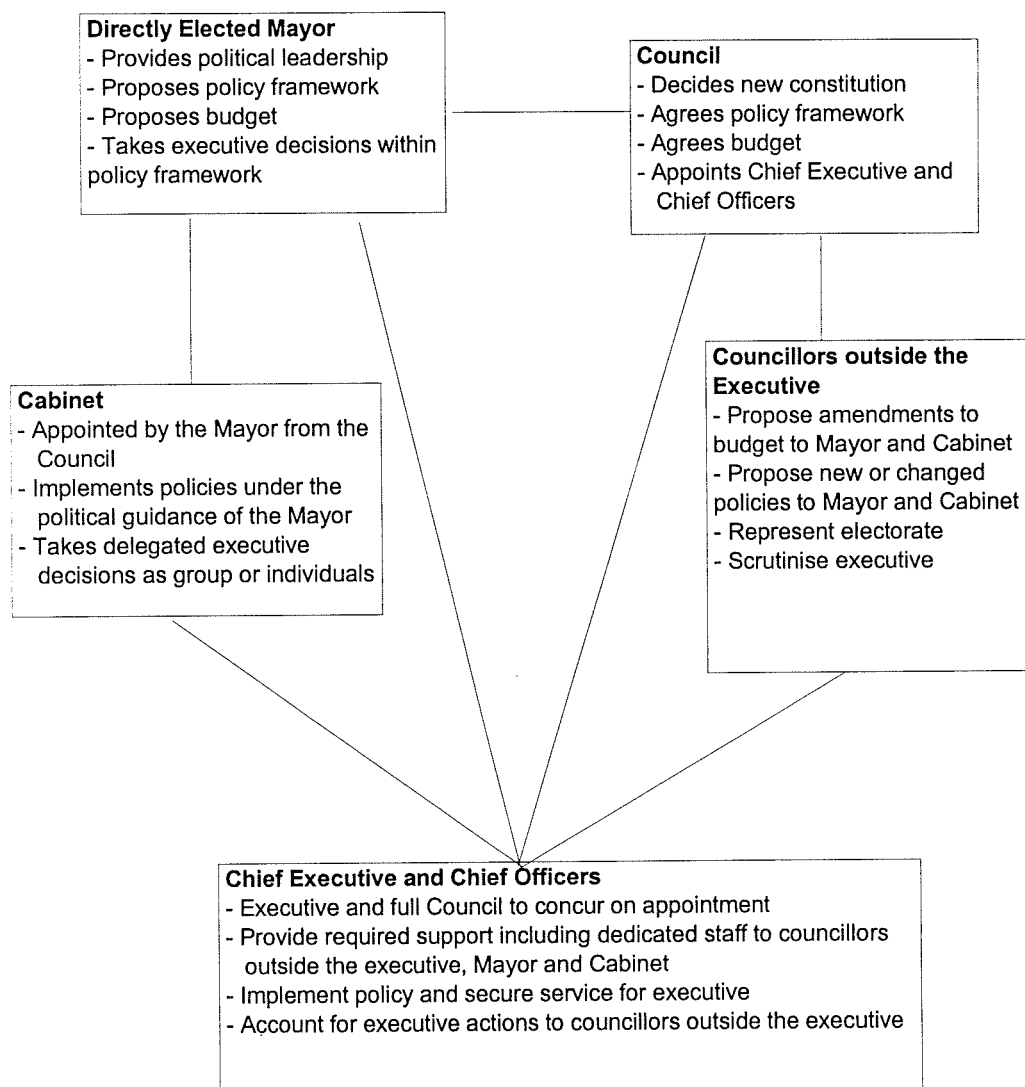 Directly Elected Mayor
- Provides political leadership
- Proposes policy framework
- Proposes budget
- Takes executive decisions within
policy framework
Council
- Decides new constitution
- Agrees policy framework
- Agrees budget
- Appoints Chief Executive and
Chief Officers
Cabinet
- Appointed by the Mayor from the
Council
- Implements policies under the
political guidance of the Mayor
- Takes delegated executive
decisions as group or individuals
Councillors outside the
Executive
- Propose amendments to
budget to Mayor and Cabinet
- Propose new or changed
policies to Mayor and Cabinet
- Represent electorate
- Scrutinise executive
Chief Executive and Chief Officers
- Executive and full Council to concur on appointment
- Provide required support including dedicated staff to councillors
outside the executive, Mayor and Cabinet
- Implement policy and secure service for executive
- Account for executive actions to councillors outside the executive